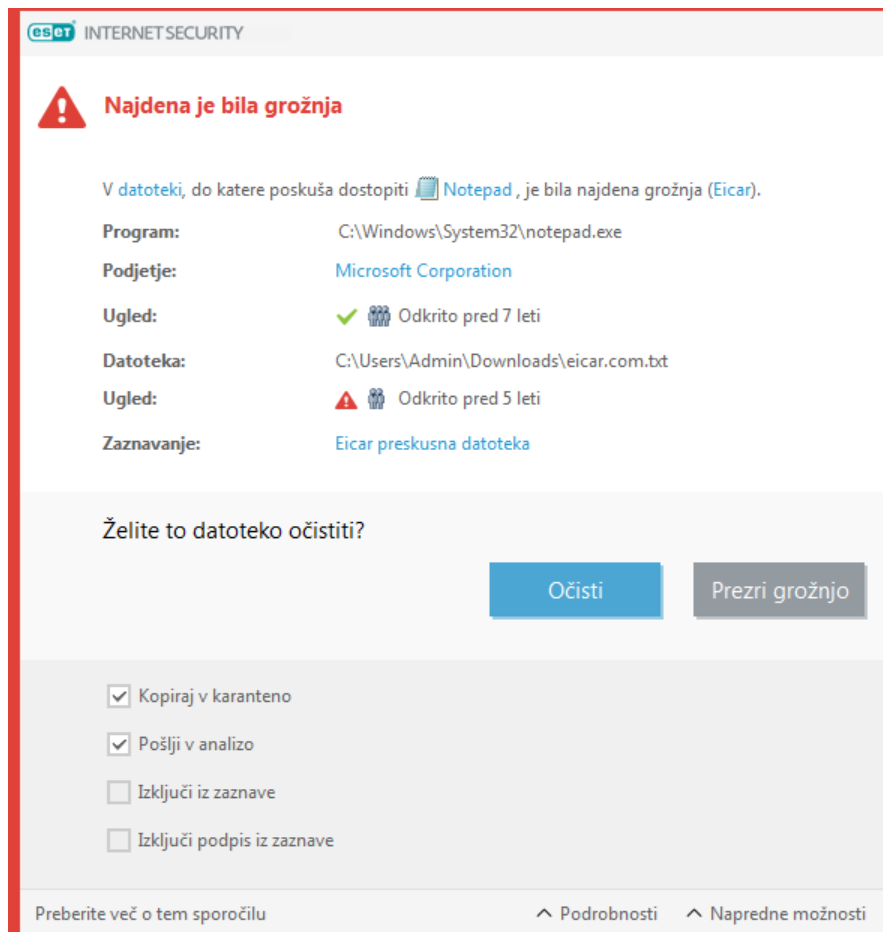 eset INTERNET SECURITY
Najdena je bila grožnja
V datoteki, do katere poskuša dostopiti Notepad , je bila najdena grožnja (Eicar).
Program: C:\Windows\System32\notepad.exe
Podjetje: Microsoft Corporation
Ugled: Odkrito pred 7 leti
Datoteka: C:\Users\Admin\Downloads\eicar.com.txt
Ugled: Odkrito pred 5 leti
Zaznavanje: Eicar preskusna datoteka
Želite to datoteko očistiti?
Očisti Prezri grožnjo
Kopiraj v karanteno
Pošlji v analizo
Izključi iz zaznave
Izključi podpis iz zaznave
Preberite več o tem sporočilu Podrobnosti Napredne možnosti